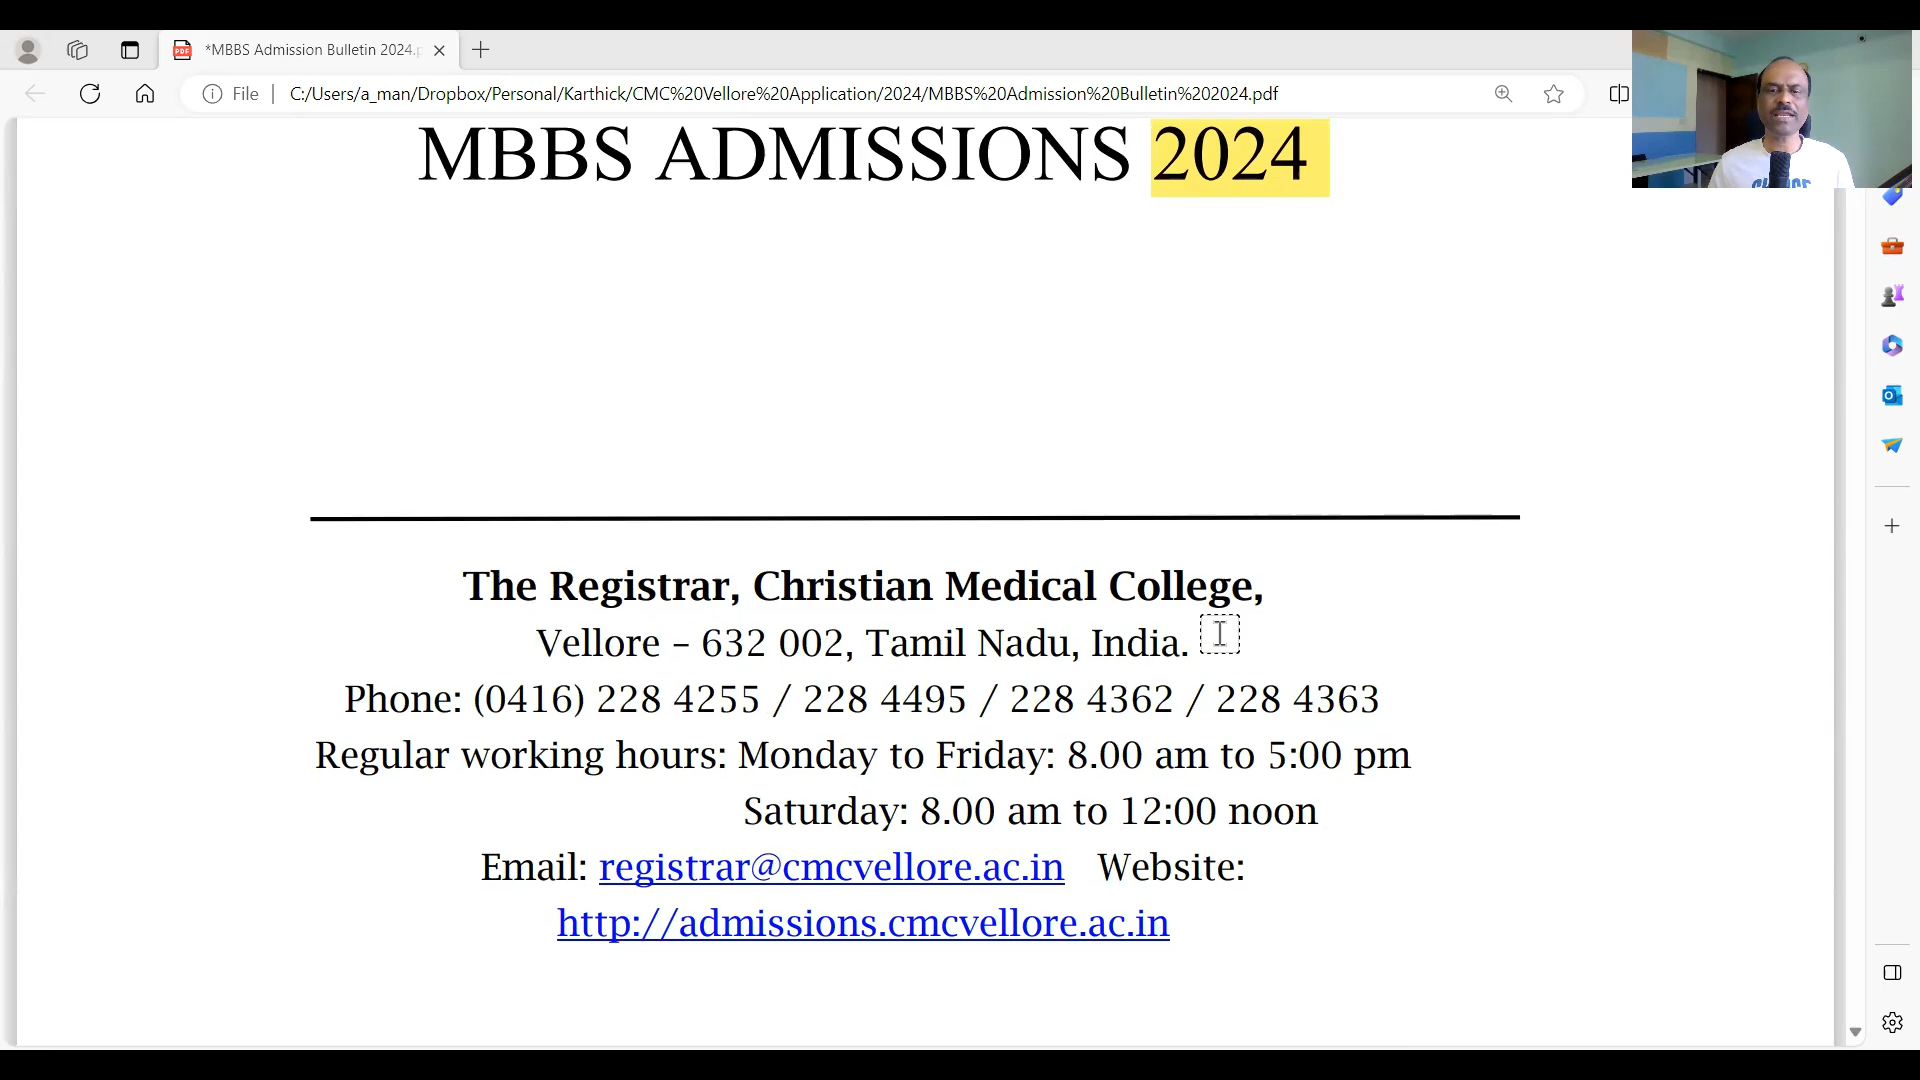 *MBBS Admission Bulletin 2024.p
File
C:/Users/a_man/Dropbox/Personal/Karthick/CMC%20Vellore%20Application/2024/MBBS%20Admission%20Bulletin%202024.pdf
MBBS ADMISSIONS 2024
The Registrar, Christian Medical College,
Vellore – 632 002, Tamil Nadu, India.
Phone: (0416) 228 4255 / 228 4495 / 228 4362 / 228 4363
Regular working hours: Monday to Friday: 8.00 am to 5:00 pm
Saturday: 8.00 am to 12:00 noon
Email: registrar@cmcvellore.ac.in Website:
http://admissions.cmcvellore.ac.in